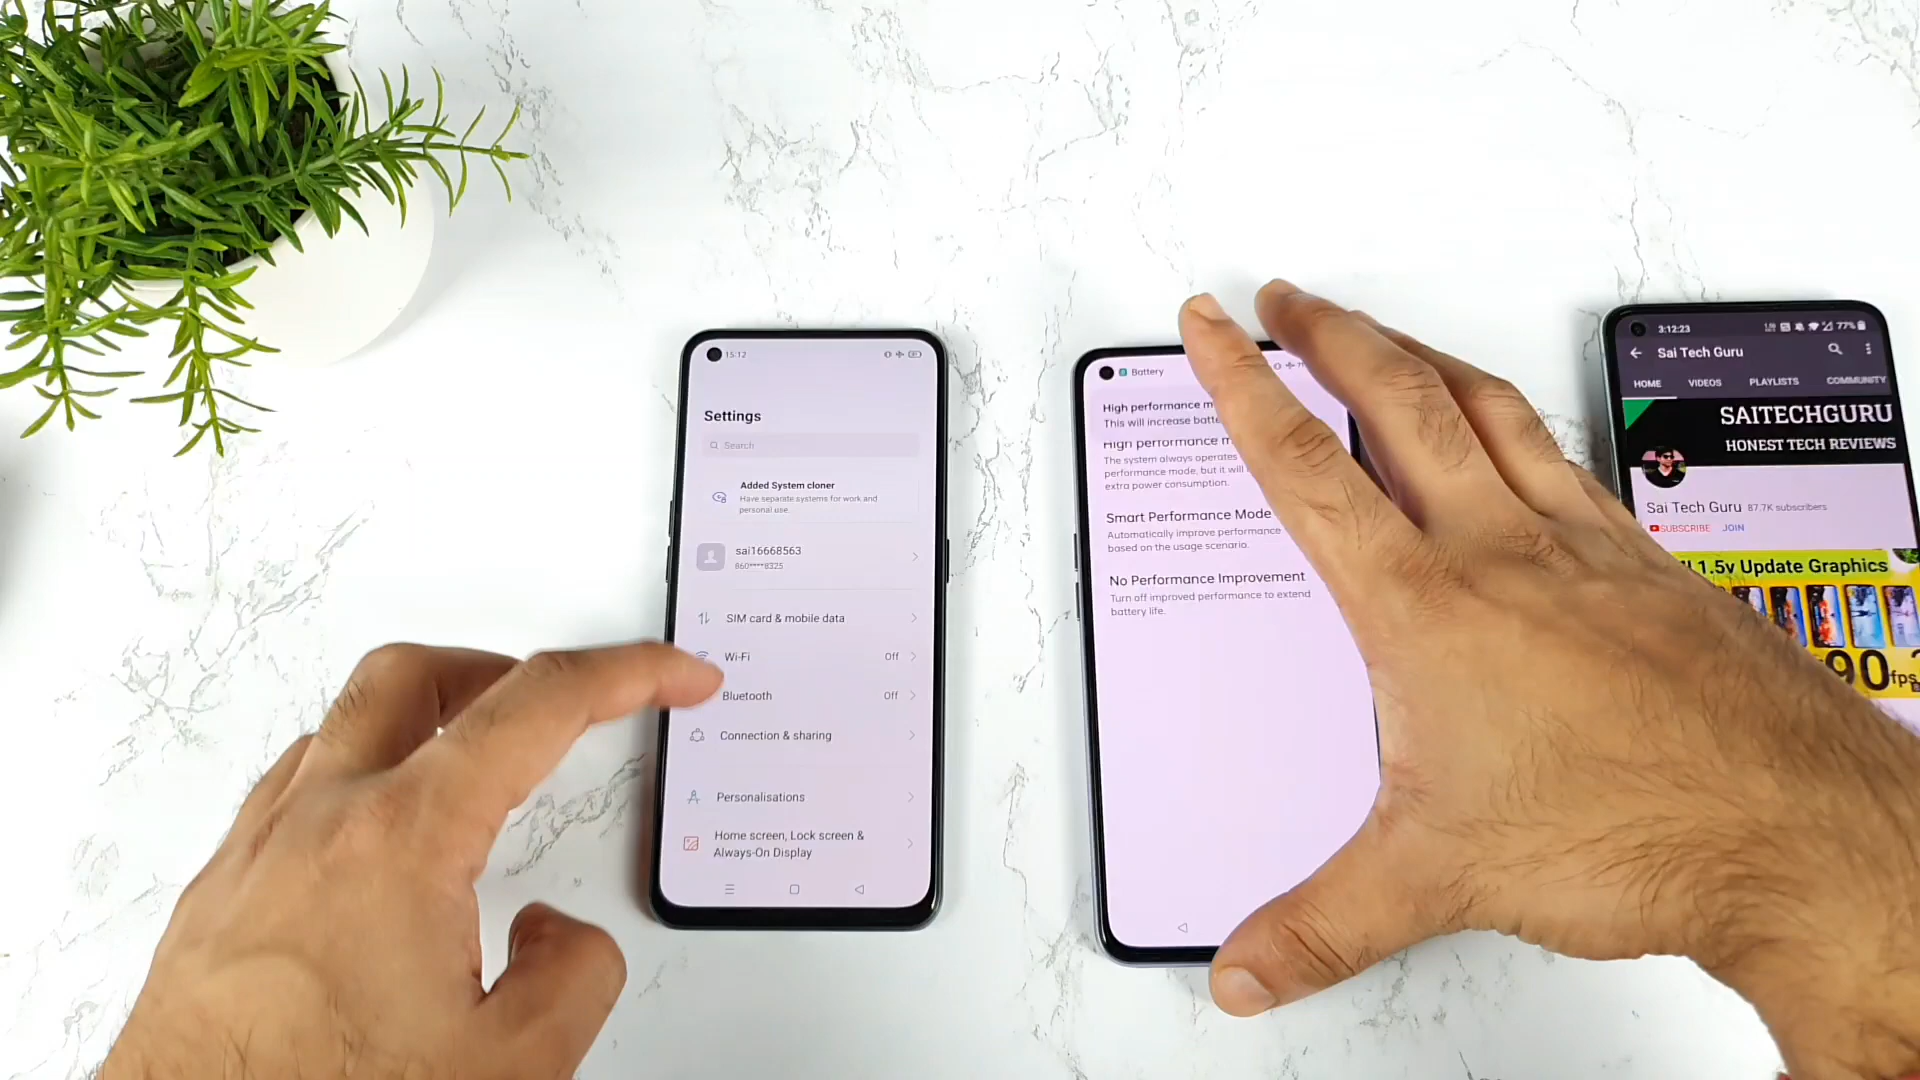 15:12
Settings
Search
Added System cloner
Have separate systems for work and
personal use.
sai16668563
860****8325
SIM card & mobile data
Wi-Fi Off
Bluetooth Off
Connection & sharing
Personalisations
Home screen, Lock screen &
Always-On Display
Battery
High performance m
This will increase batte
High performance m
The system always operates
performance mode, but it will
extra power consumption.
Smart Performance Mode
Automatically improve performance
based on the usage scenario.
No Performance Improvement
Turn off improved performance to extend
battery life.
3:12:23 77%
Sai Tech Guru
HOME VIDEOS PLAYLISTS COMMUNITY
SAITECHGURU
HONEST TECH REVIEWS
Sai Tech Guru 87.7K subscribers
SUBSCRIBE JOIN
1.5v Update Graphics
90fps